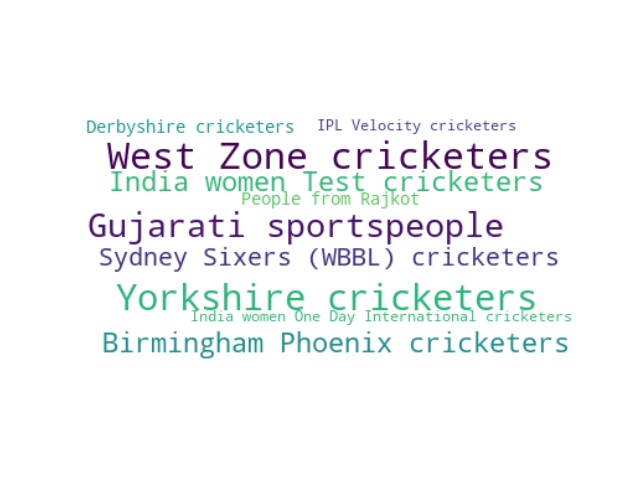 Derbyshire cricketers
IPL Velocity cricketers
West Zone cricketers
India women Test cricketers
People from Rajkot
Gujarati sportspeople
Sydney Sixers (WBBL) cricketers
Yorkshire cricketers
India women One Day International cricketers
Birmingham Phoenix cricketers